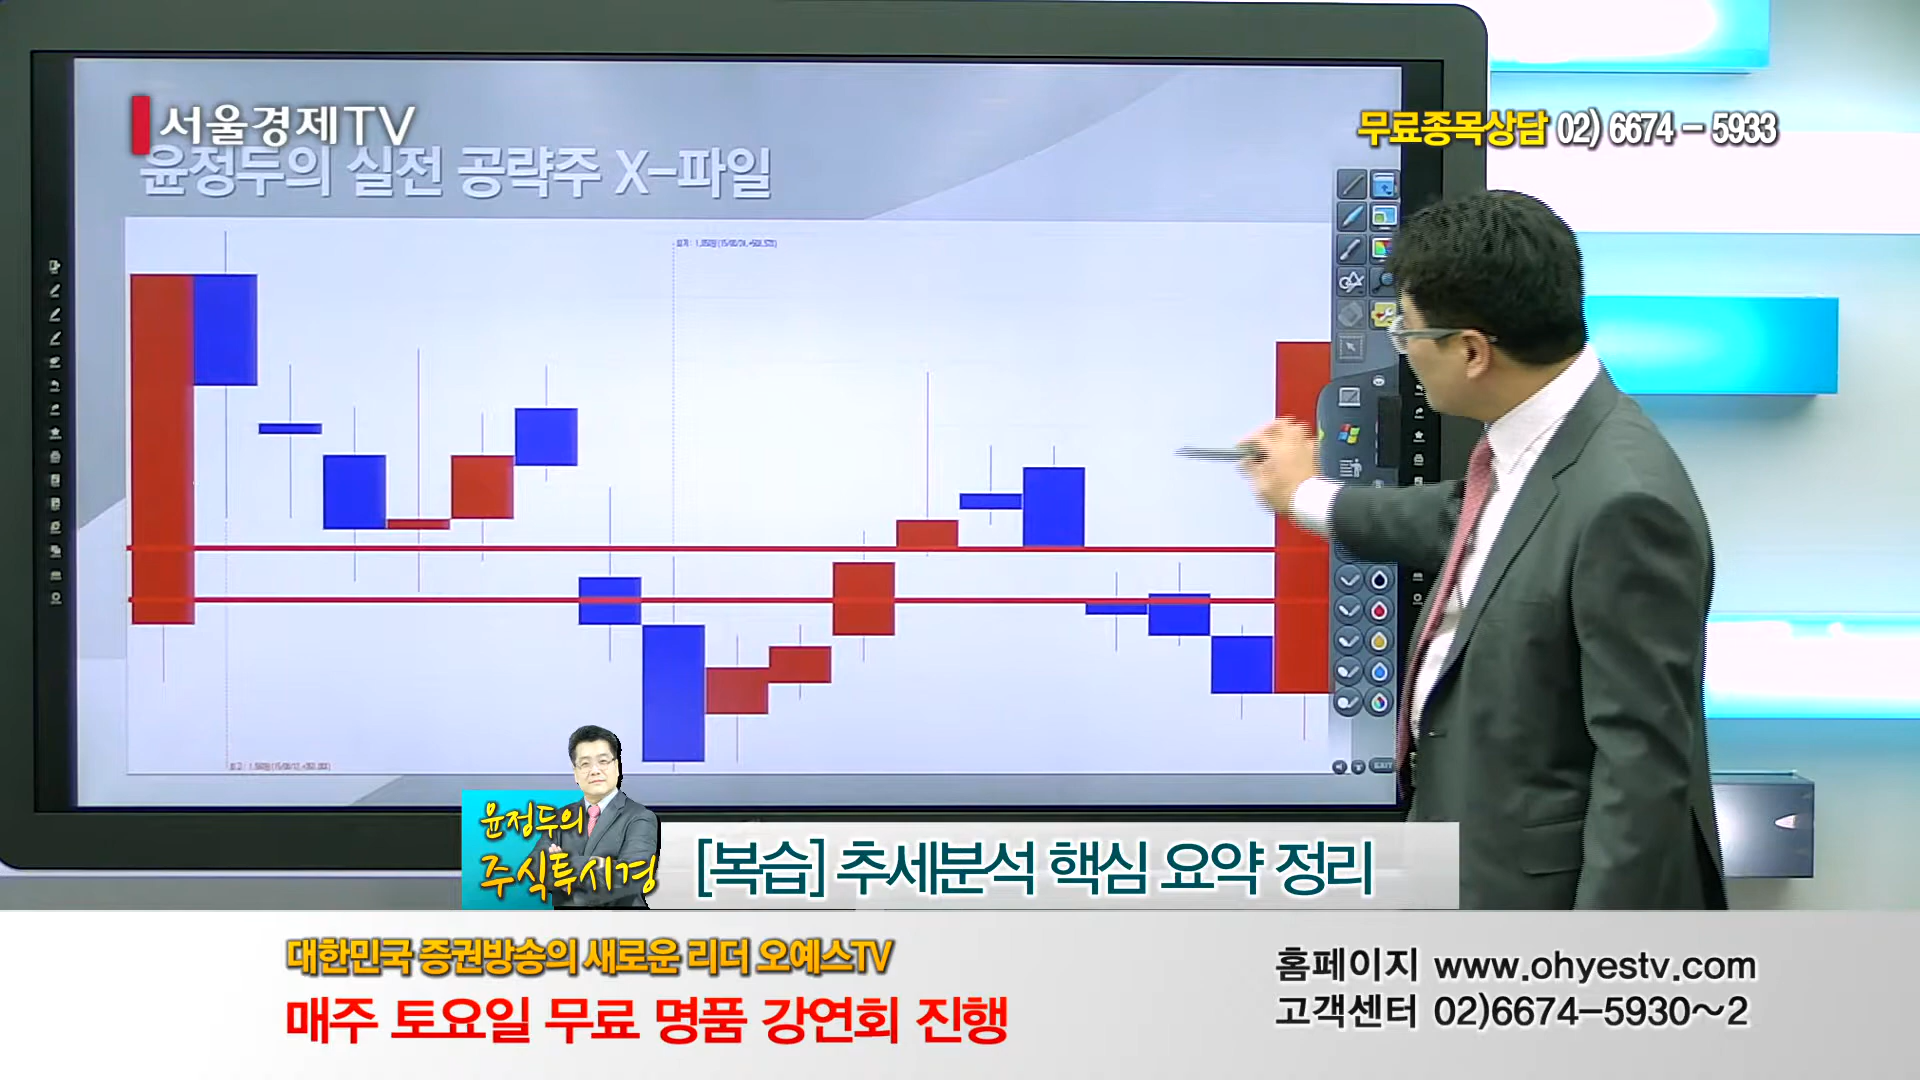 서울경제TV
무료종목상담 02) 6674 - 5933
윤정두의 실전 공략주 X-파일
EXIT
윤정두의
주식투시경
[복습] 추세분석 핵심 요약 정리
대한민국 증권방송의 새로운 리더 오예스TV
매주 토요일 무료 명품 강연회 진행
홈페이지 www.ohyestv.com
고객센터 02)6674-5930~2